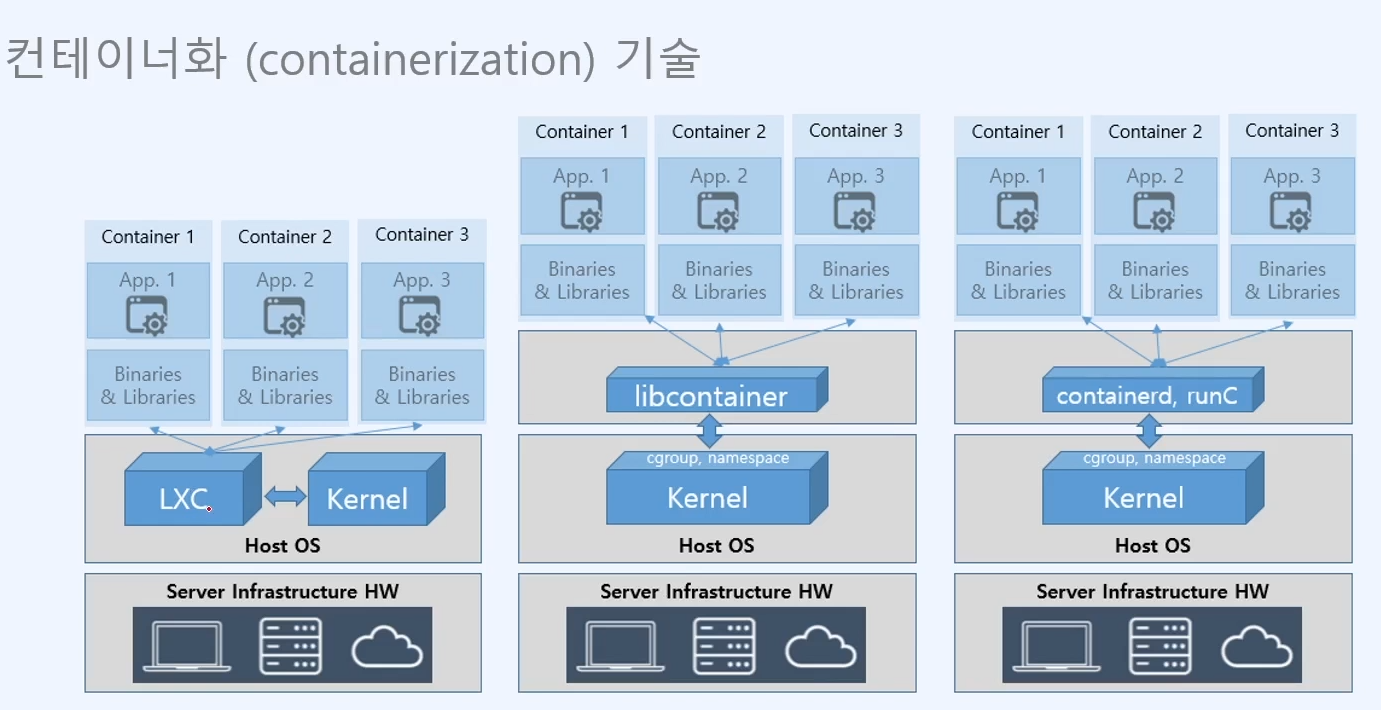 컨테이너화 (containerization) 기술
Container 1
Container 2
Container 3
App. 1
App. 2
App. 3
Binaries
& Libraries
Binaries
& Libraries
Binaries
& Libraries
LXC
Kernel
Host OS
Server Infrastructure HW
Container 1
Container 2
Container 3
App. 1
App. 2
App. 3
Binaries
& Libraries
Binaries
& Libraries
Binaries
& Libraries
libcontainer
cgroup, namespace
Kernel
Host OS
Server Infrastructure HW
Container 1
Container 2
Container 3
App. 1
App. 2
App. 3
Binaries
& Libraries
Binaries
& Libraries
Binaries
& Libraries
containerd, runC
cgroup, namespace
Kernel
Host OS
Server Infrastructure HW